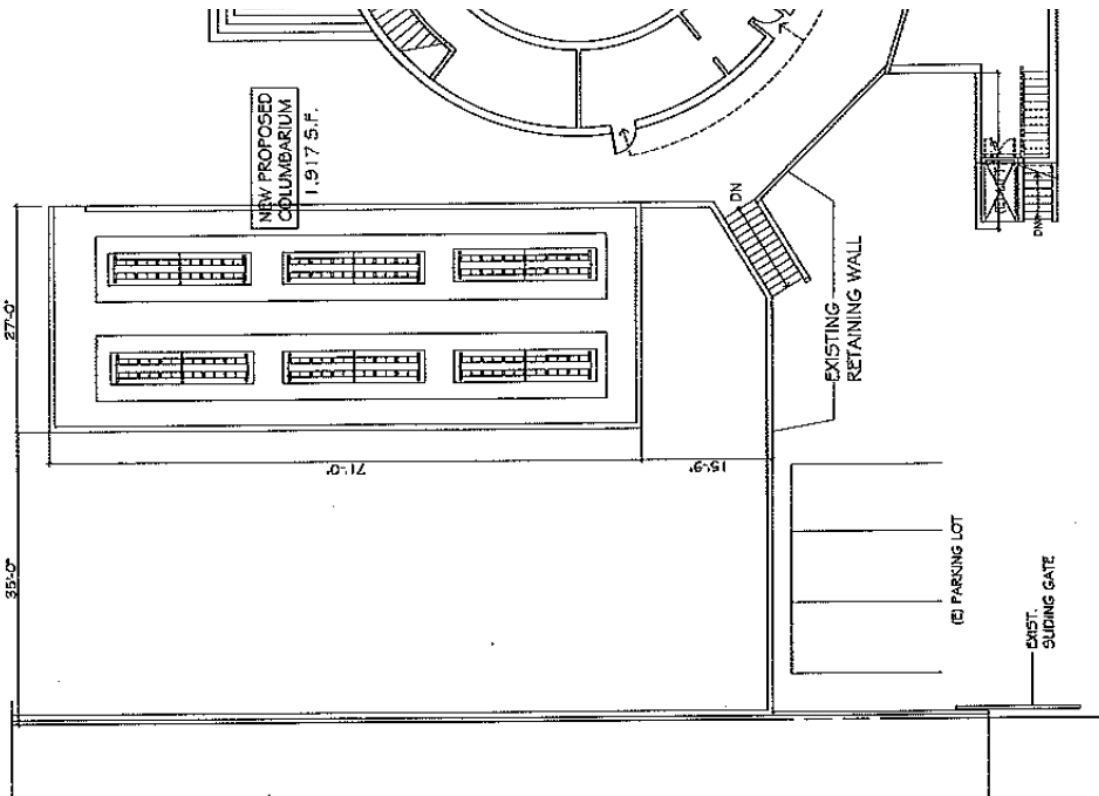 NEW PROPOSED
COLUMBARIUM
1,917 S.F.
DN
27'-0"
EXISTING
RETAINING WALL
DN
71'-0"
15'-9"
35'-0"
(E) PARKING LOT
EXIST.
SLIDING GATE